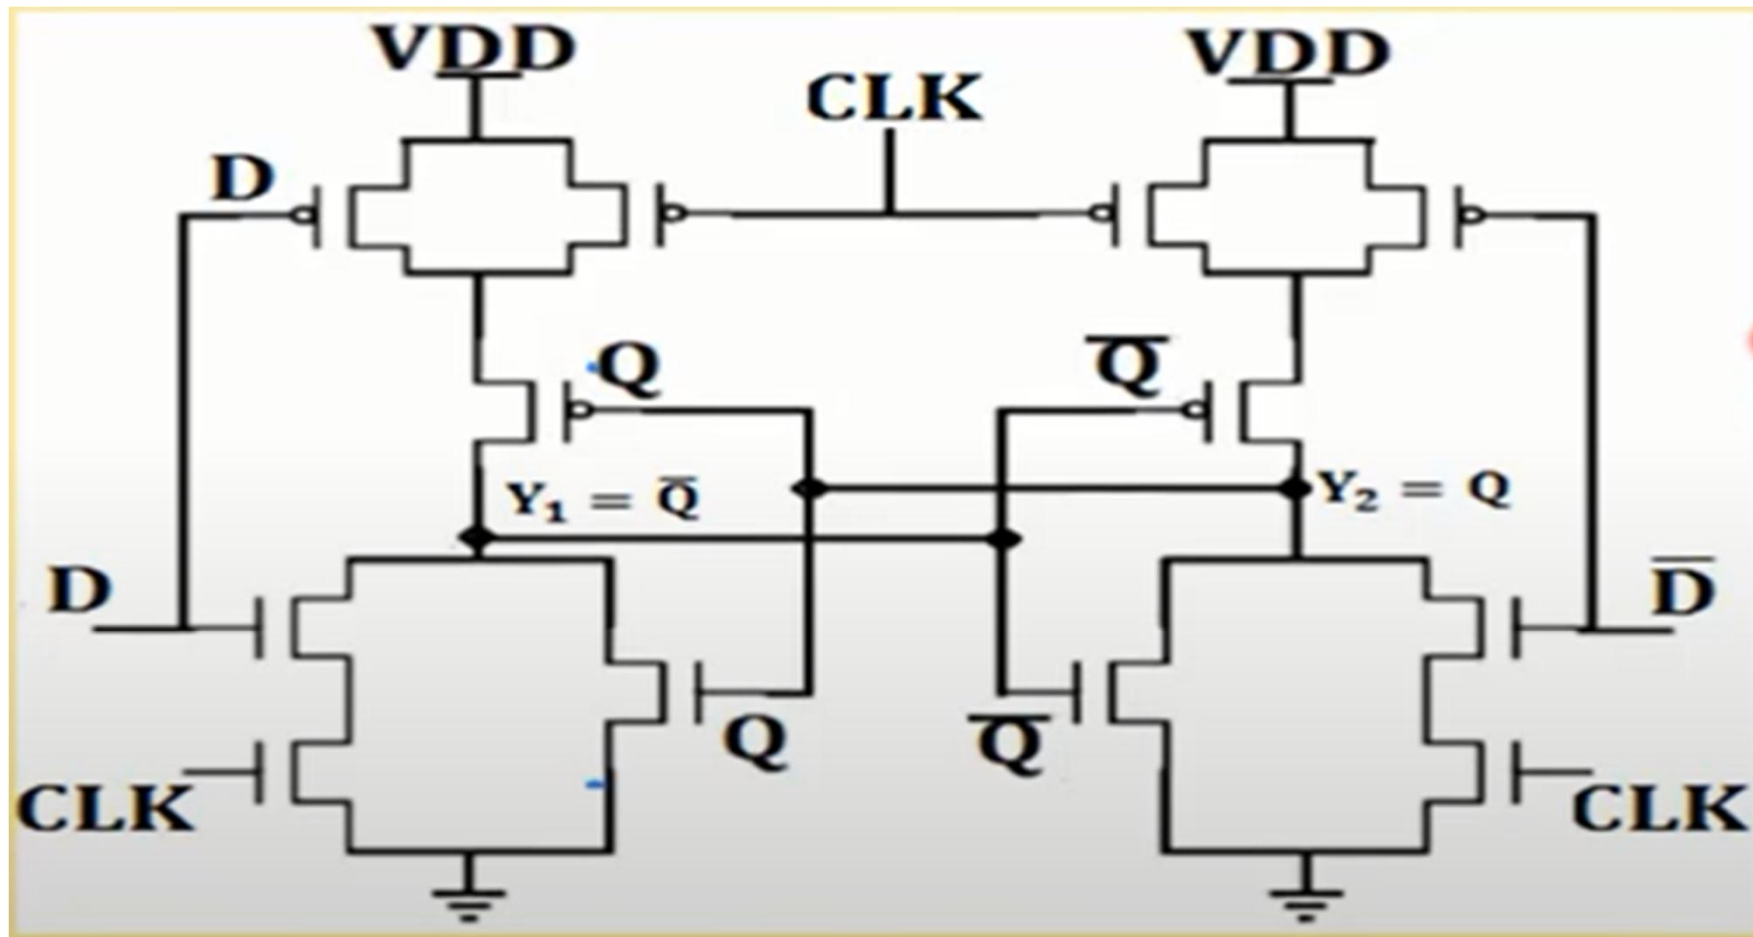 VDD
VDD
CLK
D
Q
Q̅
Y₁ = Q̅
Y₂ = Q
D
D̅
Q
Q̅
CLK
CLK